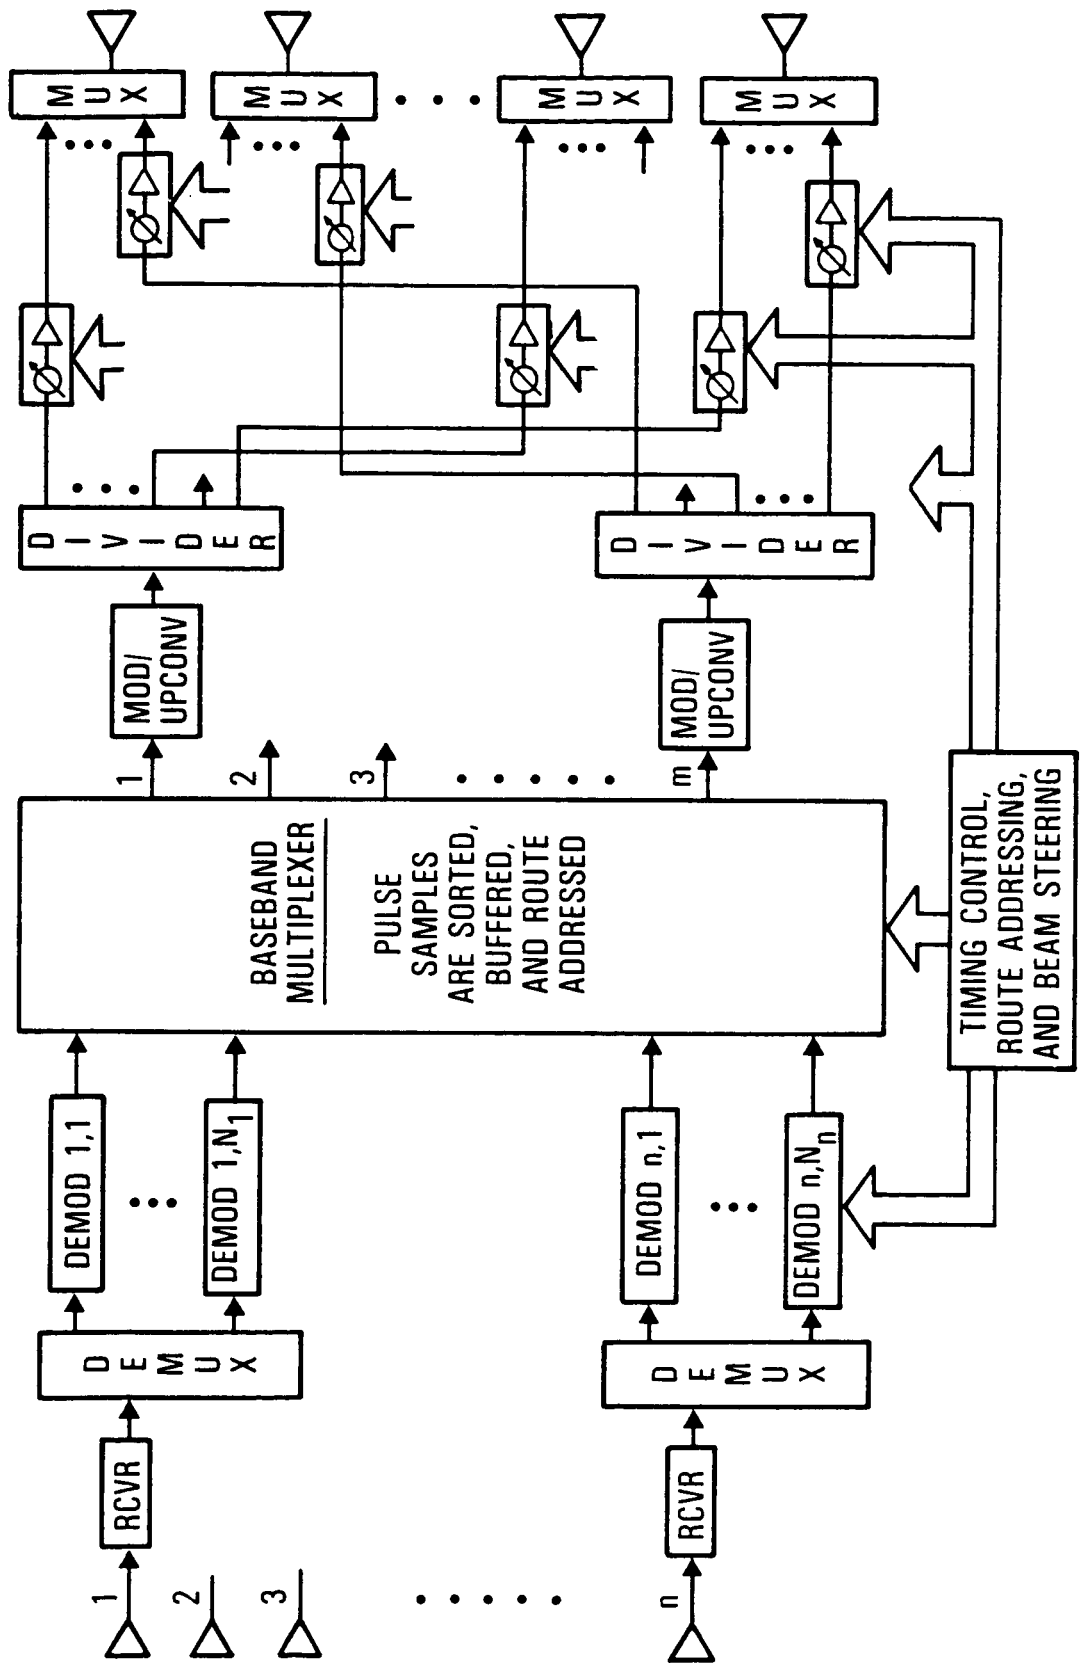 1
2
3
n
RCVR
RCVR
DEMUX
DEMUX
DEMOD 1,1
DEMOD 1,N1
DEMOD n,1
DEMOD n,Nn
BASEBAND
MULTIPLEXER
PULSE
SAMPLES
ARE SORTED,
BUFFERED,
AND ROUTE
ADDRESSED
TIMING CONTROL,
ROUTE ADDRESSING,
AND BEAM STEERING
1
2
3
m
MOD/
UPCONV
MOD/
UPCONV
DIVIDER
DIVIDER
MUX
MUX
MUX
MUX